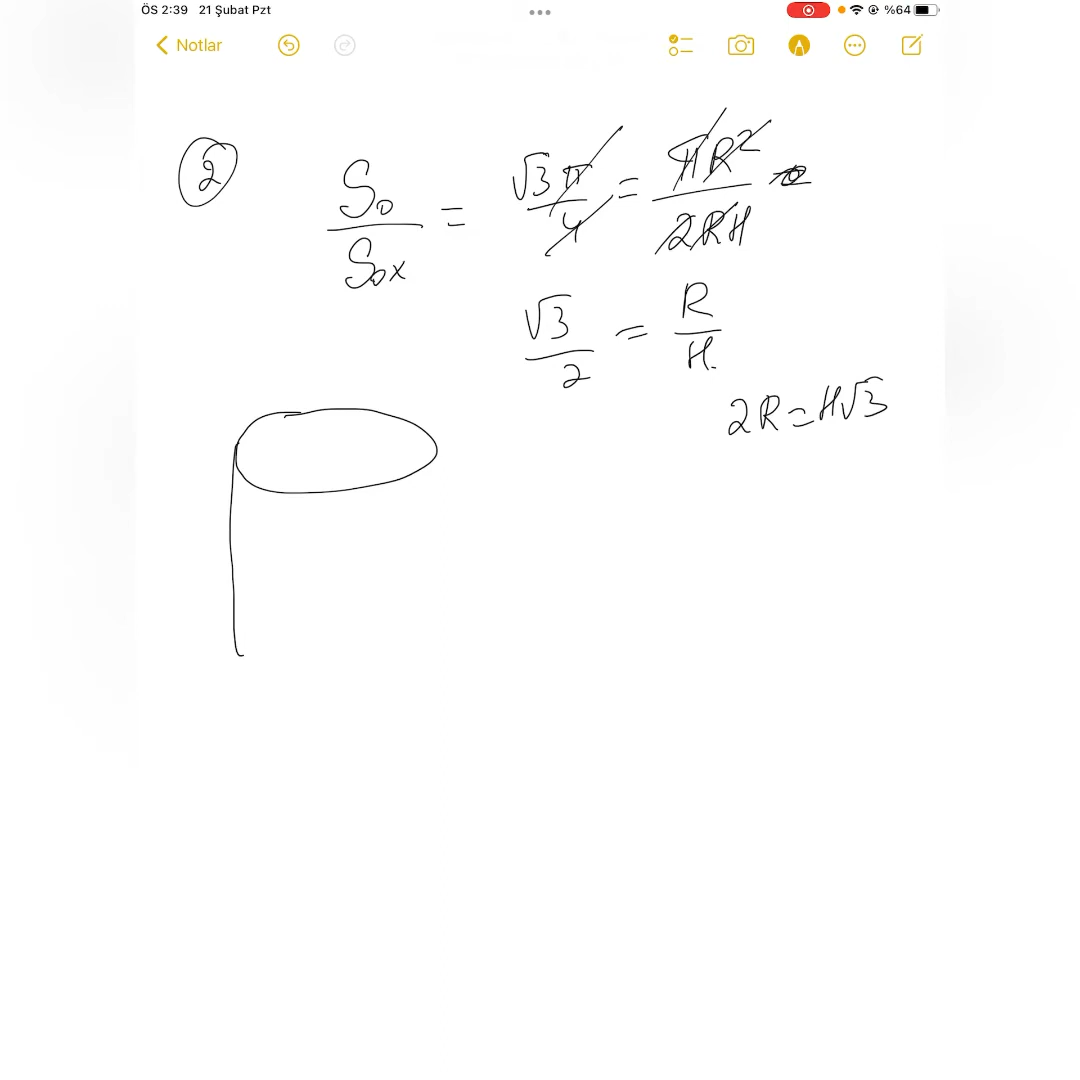 ÖS 2:39 21 Şubat Pzt %64
Notlar
2
S₀/S₀ₓ = √3π/4 = πR²/2RH
√3/2 = R/H
2R=H√3